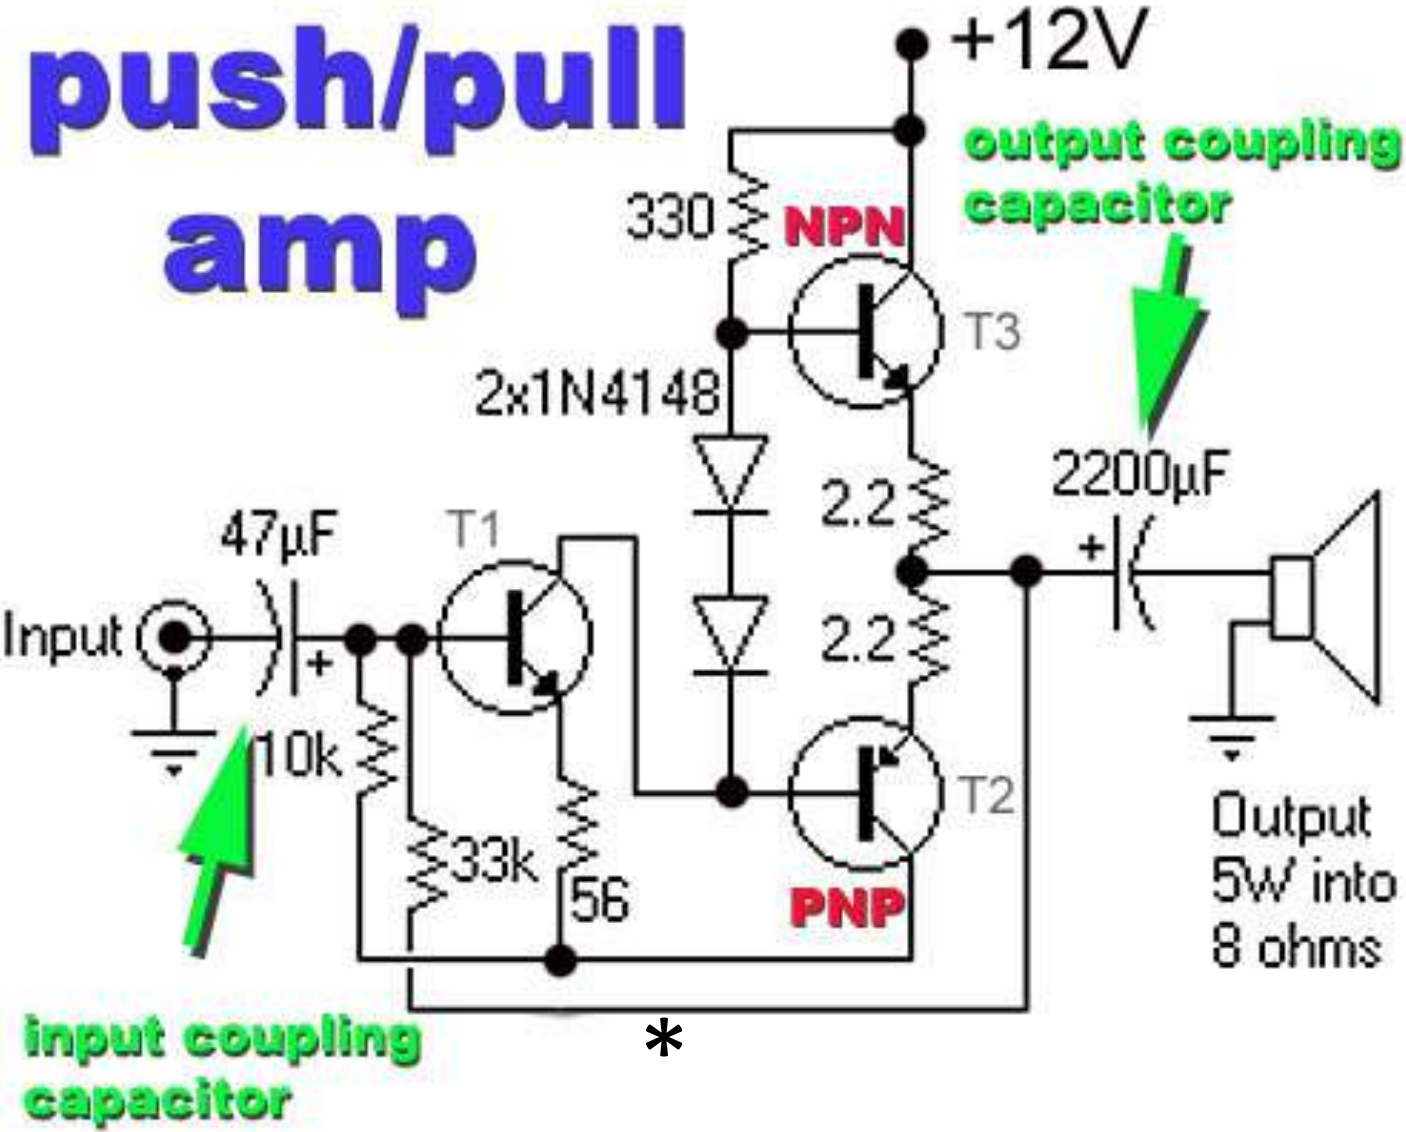 push/pull
amp
+12V
output coupling
capacitor
330
NPN
T3
2x1N4148
2200µF
+
2.2
47µF
T1
Input
+
2.2
10k
T2
33k
56
PNP
Output
5W into
8 ohms
input coupling
capacitor
*